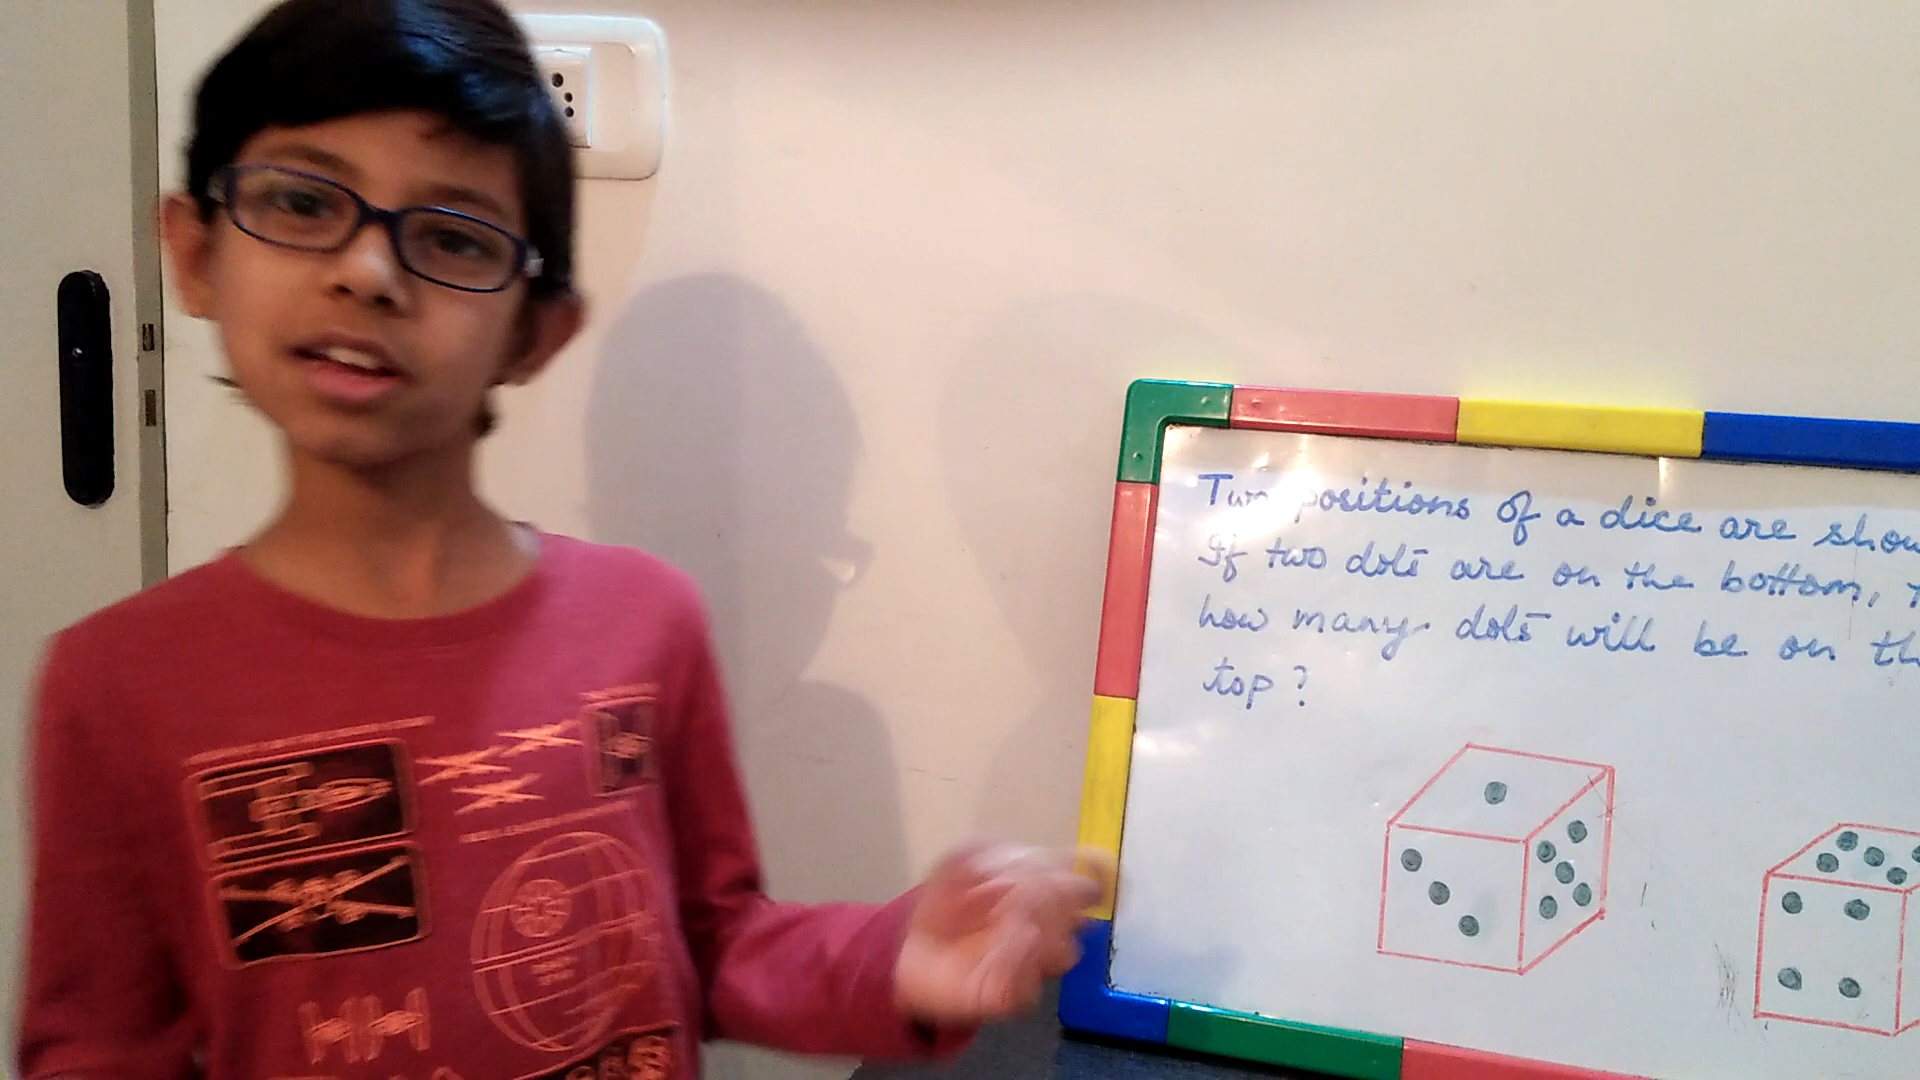 Two positions of a dice are show
If two dots are on the bottom,
how many dots will be on th
top?